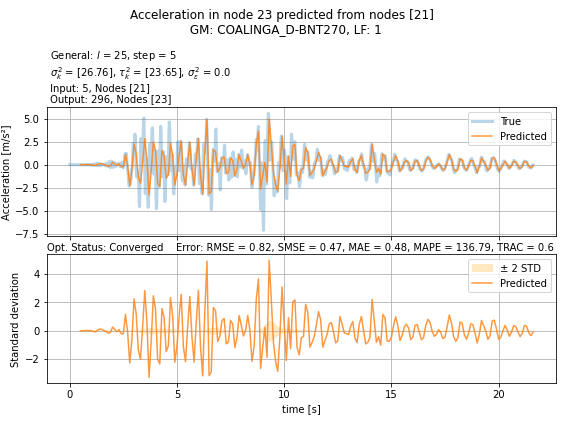 Acceleration in node 23 predicted from nodes [21]
GM: COALINGA_D-BNT270, LF: 1
General: l = 25, step = 5
σ²ₖ = [26.76], τ²ₖ = [23.65], σ²ε = 0.0
Input: 5, Nodes [21]
Output: 296, Nodes [23]
Acceleration [m/s²]
5.0
2.5
0.0
−2.5
−5.0
−7.5
True
Predicted
Opt. Status: Converged Error: RMSE = 0.82, SMSE = 0.47, MAE = 0.48, MAPE = 136.79, TRAC = 0.6
Standard deviation
4
2
0
−2
± 2 STD
Predicted
0 5 10 15 20
time [s]